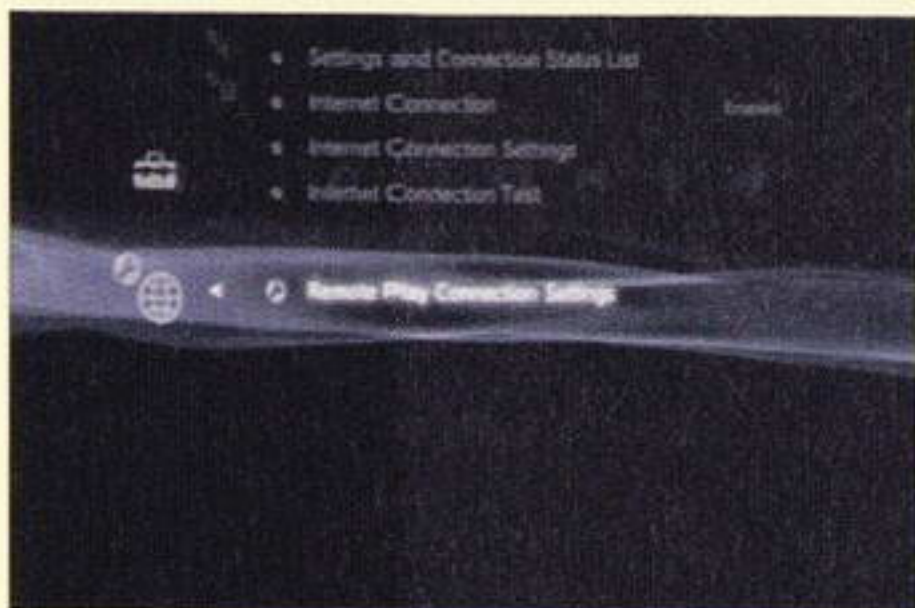 Settings and Connection Status List
Internet Connection
Enabled
Internet Connection Settings
Internet Connection Test
Remote Play Connection Settings